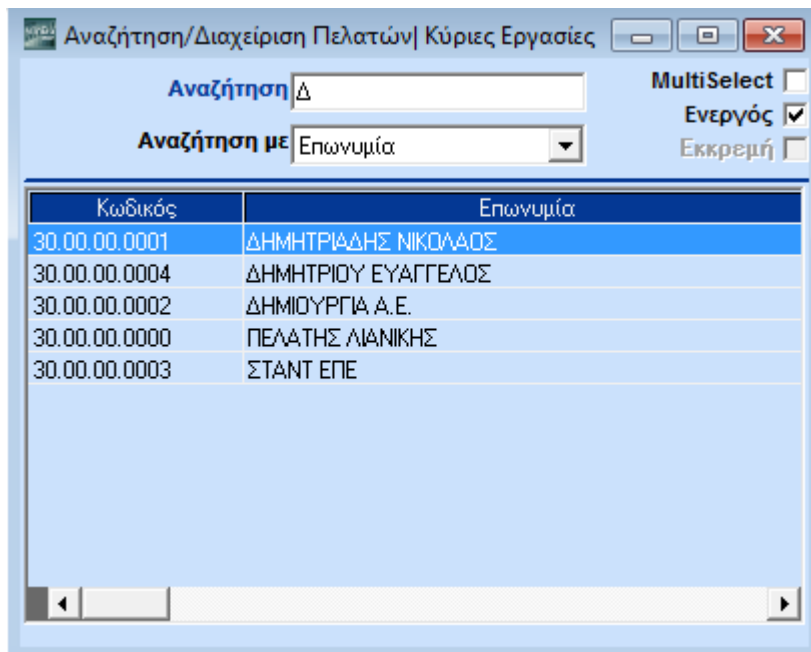 Αναζήτηση/Διαχείριση Πελατών| Κύριες Εργασίες
Αναζήτηση Δ
MultiSelect
Ενεργός
Αναζήτηση με Επωνυμία
Εκκρεμή
Κωδικός Επωνυμία
30.00.00.0001 ΔΗΜΗΤΡΙΑΔΗΣ ΝΙΚΟΛΑΟΣ
30.00.00.0004 ΔΗΜΗΤΡΙΟΥ ΕΥΑΓΓΕΛΟΣ
30.00.00.0002 ΔΗΜΙΟΥΡΓΙΑ Α.Ε.
30.00.00.0000 ΠΕΛΑΤΗΣ ΛΙΑΝΙΚΗΣ
30.00.00.0003 ΣΤΑΝΤ ΕΠΕ